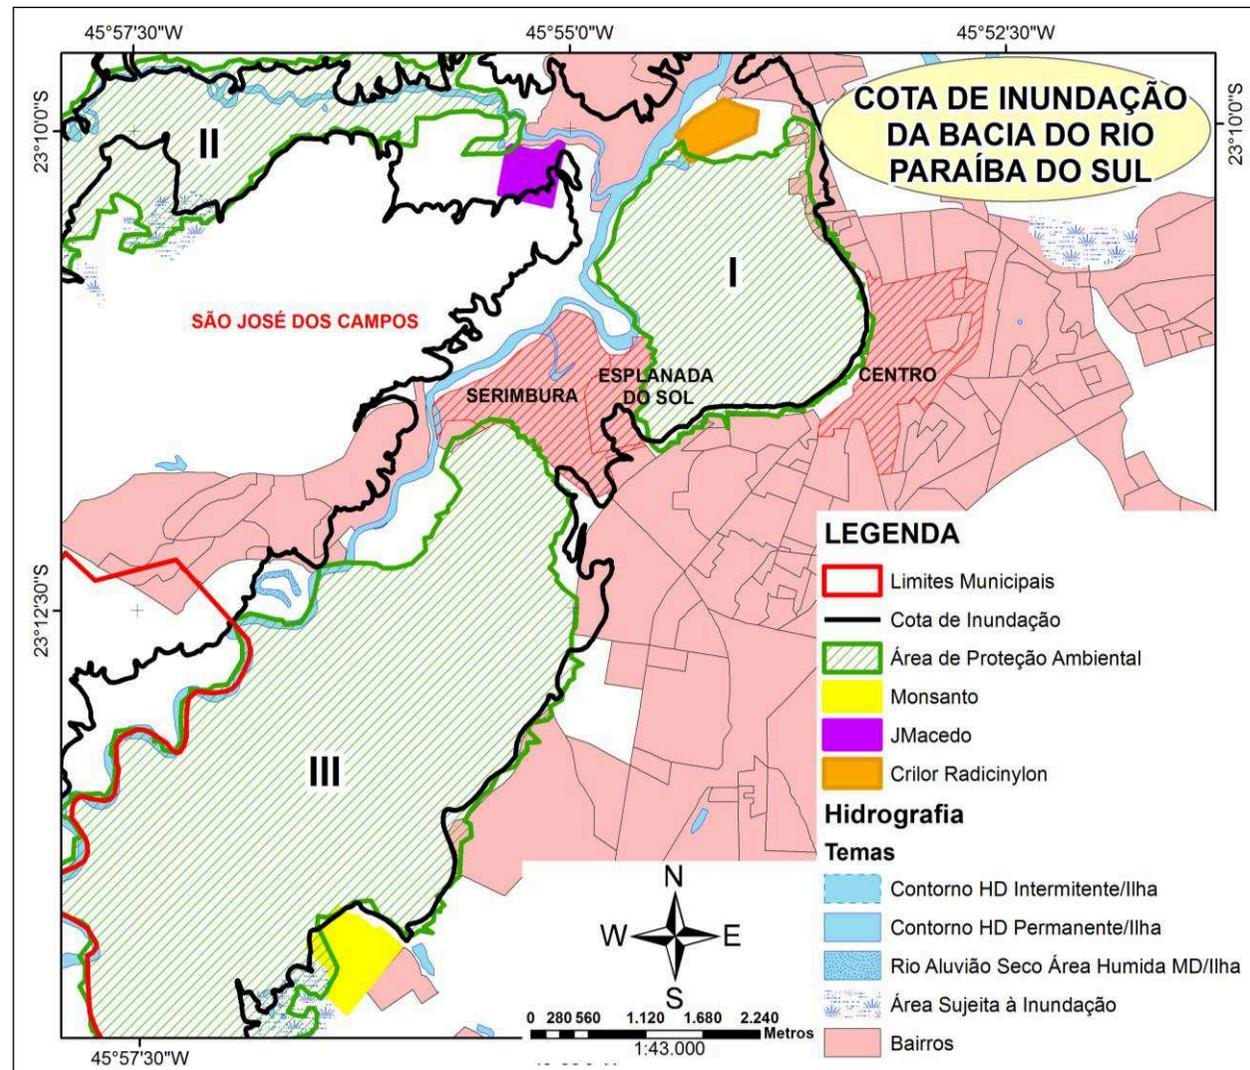 45°57'30"W
45°55'0"W
45°52'30"W
23°10'0"S
23°10'0"S
COTA DE INUNDAÇÃO
DA BACIA DO RIO
PARAÍBA DO SUL
II
I
SÃO JOSÉ DOS CAMPOS
SERIMBURA
ESPLANADA
DO SOL
CENTRO
23°12'30"S
III
LEGENDA
Limites Municipais
Cota de Inundação
Área de Proteção Ambiental
Monsanto
JMacedo
Crilor Radicinylon
Hidrografia
Temas
Contorno HD Intermitente/Ilha
Contorno HD Permanente/Ilha
Rio Aluvião Seco Área Humida MD/Ilha
Área Sujeita à Inundação
Bairros
N
W
E
S
0 280 560 1.120 1.680 2.240
Metros
1:43.000
45°57'30"W